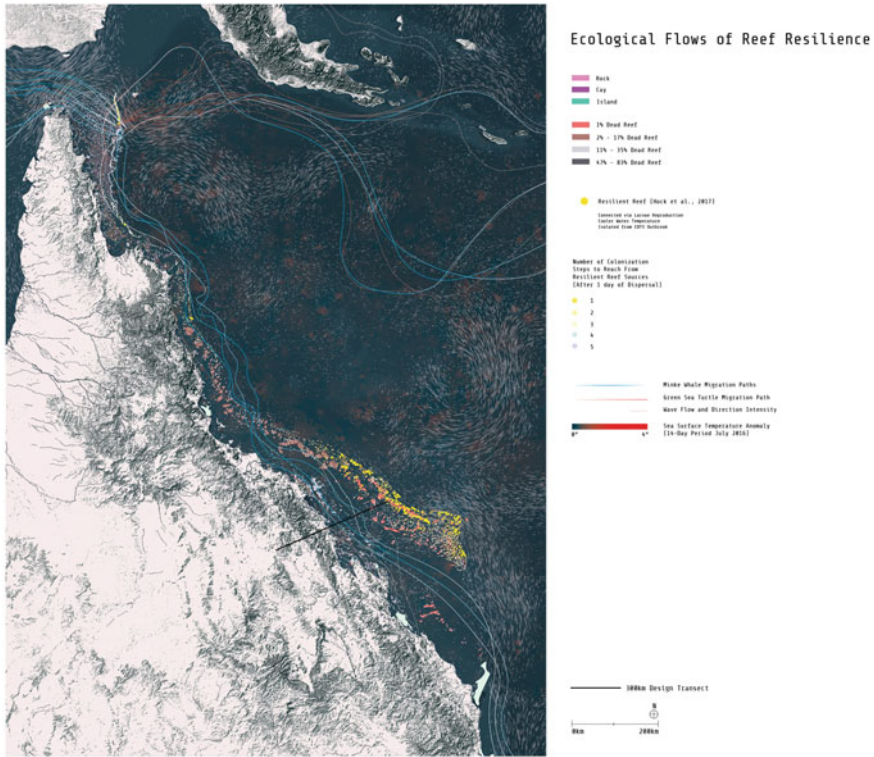 Ecological Flows of Reef Resilience
Rock
Cay
Island
1% Dead Reef
2% - 17% Dead Reef
15% - 35% Dead Reef
47% - 83% Dead Reef
Resilient Reef [Hock et al., 2017]
Connected via Larvae Reproduction
Cooler Water Temperature
Isolated from COTS Outbreak
Number of Colonization
Steps to Reach From
Resilient Reef Sources
[After 1 day of Dispersal]
1
2
3
4
5
Minke Whale Migration Paths
Green Sea Turtle Migration Path
Wave Flow and Direction Intensity
Sea Surface Temperature Anomaly
[14-Day Period July 2016]
0° 4°
300km Design Transect
N
0km 200km